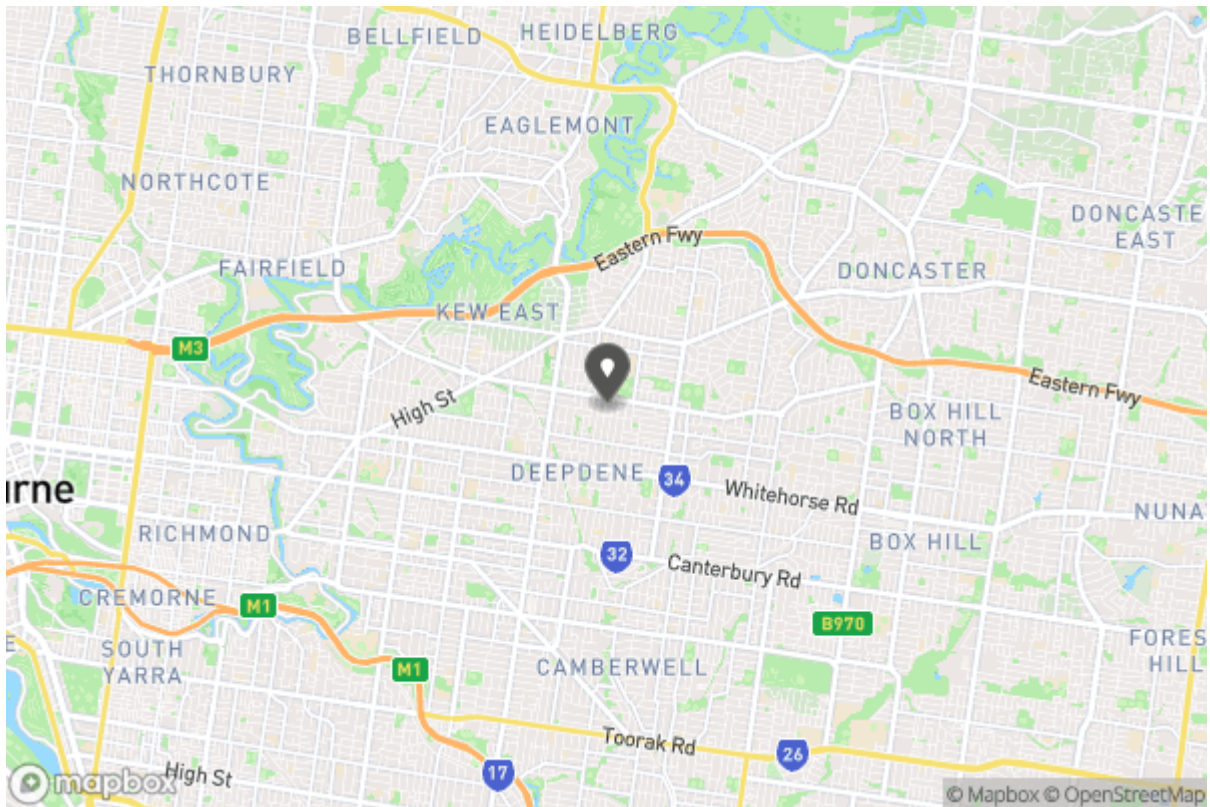 HEIDELBERG
BELLFIELD
THORNBURY
EAGLEMONT
NORTHCOTE
DONCASTE
EAST
Eastern Fwy
FAIRFIELD
DONCASTER
KEW EAST
M3
Eastern Fwy
High St
BOX HILL
NORTH
DEEPDENE
34
Whitehorse Rd
urne
NUNA
RICHMOND
BOX HILL
32
Canterbury Rd
CREMORNE
M1
B970
SOUTH
YARRA
FORES
HILL
CAMBERWELL
M1
E
Toorak Rd
26
17
High St
mapbox
© Mapbox © OpenStreetMap